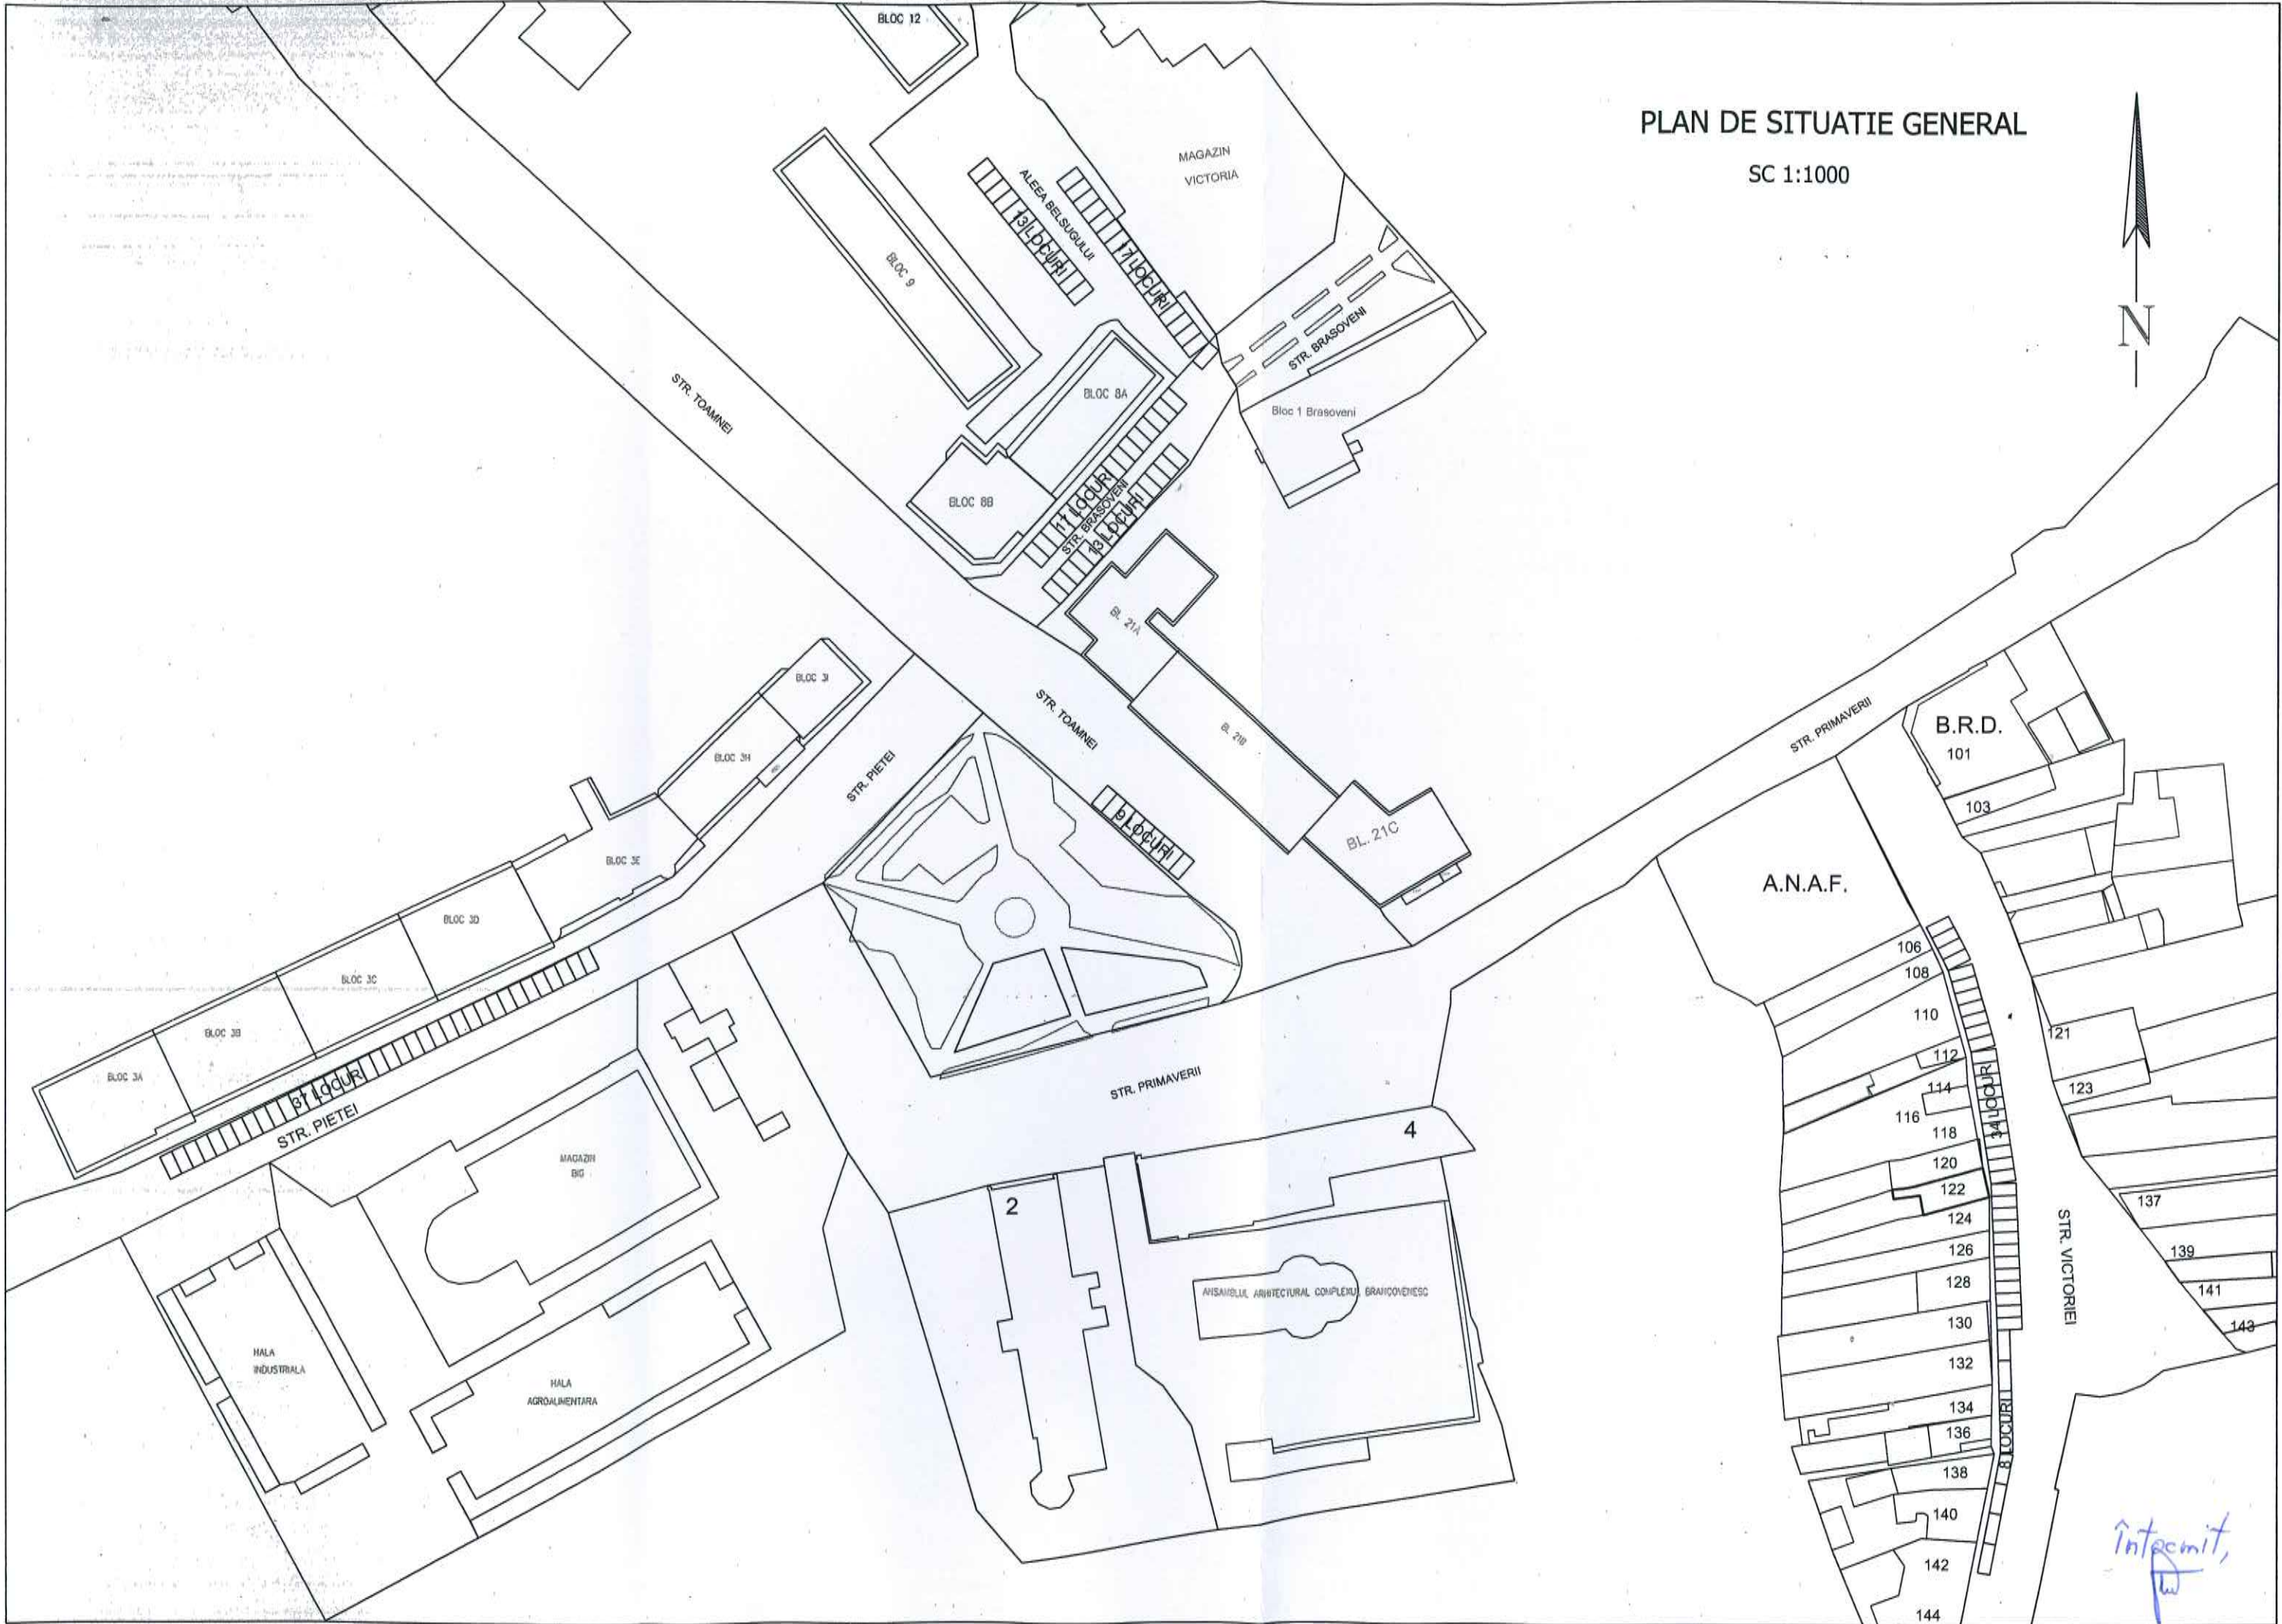 BLOC 12
PLAN DE SITUATIE GENERAL
SC 1:1000
N
MAGAZIN
VICTORIA
ALEEA BELSUGULUI
13 LOCURI
17 LOCURI
BLOC 9
STR. BRASOVENI
Bloc 1 Brasoveni
STR. TOAMNEI
BLOC 8A
BLOC 8B
17 LOCURI
STR. BRASOVENI
13 LOCURI
BL. 21A
BLOC 3I
BLOC 3H
STR. PIETEI
STR. TOAMNEI
BL. 21B
9 LOCURI
BL. 21C
STR. PRIMAVERII
B.R.D.
101
103
A.N.A.F.
BLOC 3E
BLOC 3D
BLOC 3C
BLOC 3B
BLOC 3A
37 LOCURI
STR. PIETEI
MAGAZIN
BIG
STR. PRIMAVERII
4
2
ANSAMBLUL ARHITECTURAL COMPLEXUL BRANCOVENESC
HALA
INDUSTRIALA
HALA
AGROALIMENTARA
106
108
110
112
114
116
118
120
122
124
126
128
130
132
134
136
138
140
142
144
34 LOCURI
8 LOCURI
STR. VICTORIEI
121
123
137
139
141
143
Întocmit,